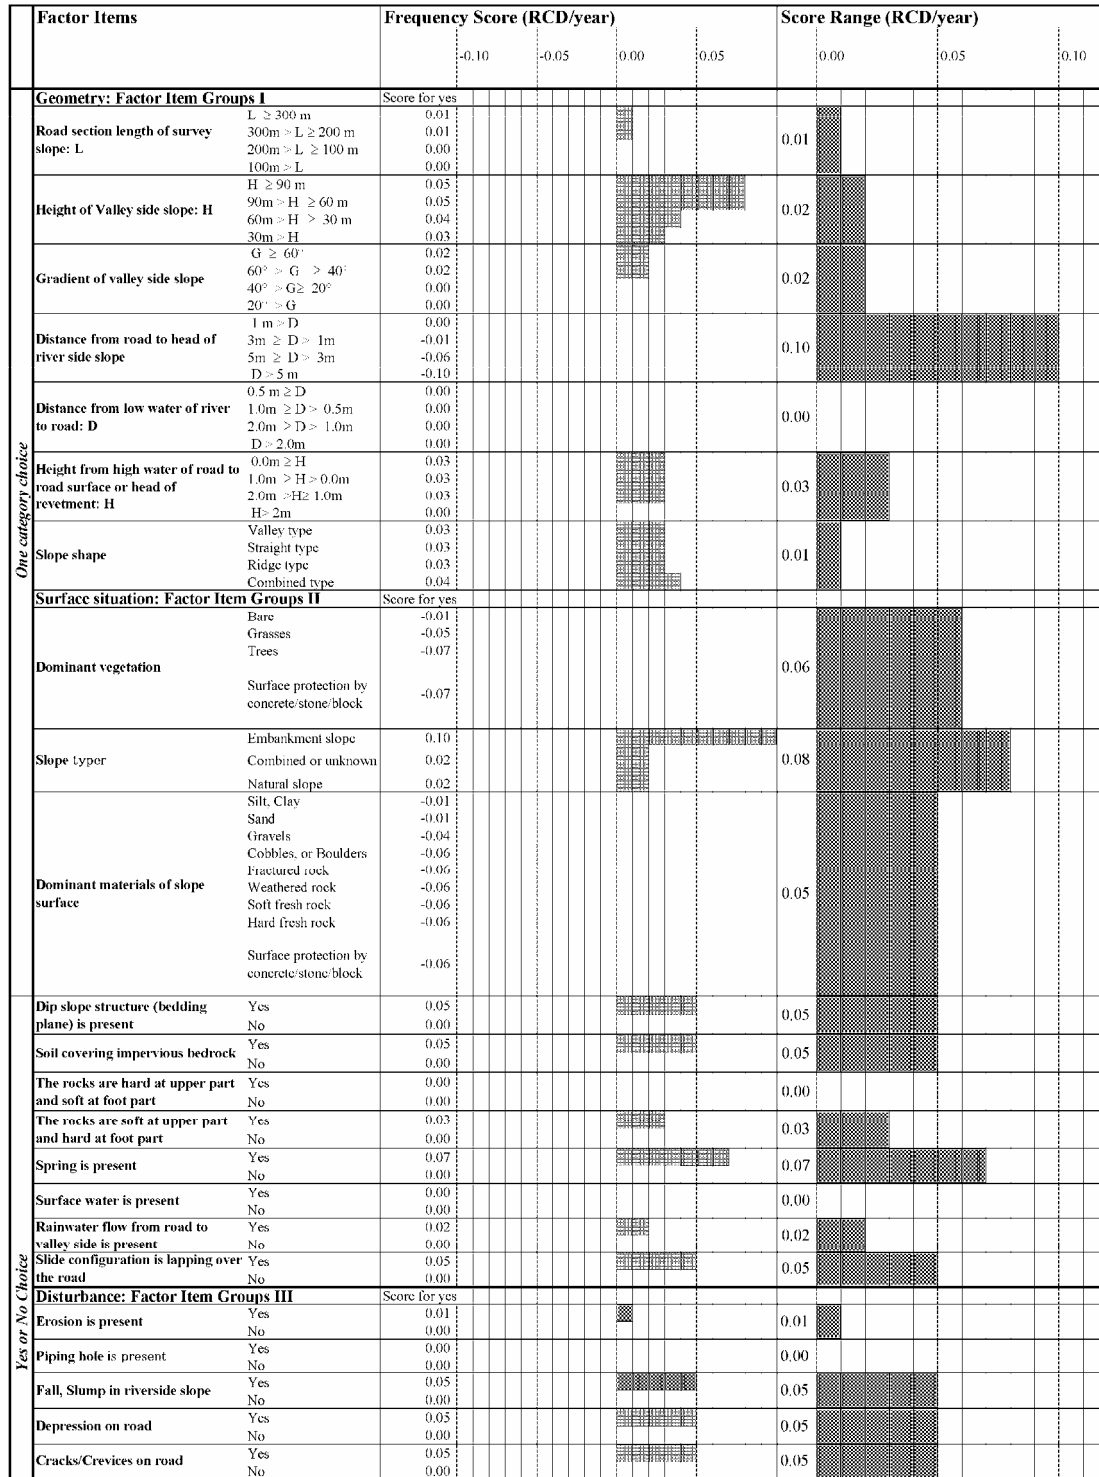 Factor Items Frequency Score (RCD/year) Score Range (RCD/year)
-0.10 -0.05 0.00 0.05 0.00 0.05 0.10
One category choice
Geometry: Factor Item Groups I Score for yes
Road section length of survey slope: L
L ≥ 300 m 0.01
300m > L ≥ 200 m 0.01
200m > L ≥ 100 m 0.00
100m > L 0.00
0.01
Height of Valley side slope: H
H ≥ 90 m 0.05
90m > H ≥ 60 m 0.05
60m > H > 30 m 0.04
30m > H 0.03
0.02
Gradient of valley side slope
G ≥ 60° 0.02
60° > G > 40° 0.02
40° > G ≥ 20° 0.00
20° > G 0.00
0.02
Distance from road to head of
river side slope
1 m > D 0.00
3m ≥ D > 1m -0.01
5m ≥ D > 3m -0.06
D > 5 m -0.10
0.10
Distance from low water of river
to road: D
0.5 m ≥ D 0.00
1.0m ≥ D > 0.5m 0.00
2.0m > D > 1.0m 0.00
D > 2.0m 0.00
0.00
Height from high water of road to
road surface or head of
revetment: H
0.0m ≥ H 0.03
1.0m > H > 0.0m 0.03
2.0m >H≥ 1.0m 0.03
H> 2m 0.00
0.03
Slope shape
Valley type 0.03
Straight type 0.03
Ridge type 0.03
Combined type 0.04
0.01
Surface situation: Factor Item Groups II Score for yes
Dominant vegetation
Bare -0.01
Grasses -0.05
Trees -0.07
Surface protection by
concrete/stone/block -0.07
0.06
Slope typer
Embankment slope 0.10
Combined or unknown 0.02
Natural slope 0.02
0.08
Dominant materials of slope
surface
Silt, Clay -0.01
Sand -0.01
Gravels -0.04
Cobbles, or Boulders -0.06
Fractured rock -0.06
Weathered rock -0.06
Soft fresh rock -0.06
Hard fresh rock -0.06
Surface protection by
concrete/stone/block -0.06
0.05
Yes or No Choice
Dip slope structure (bedding
plane) is present
Yes 0.05
No 0.00
0.05
Soil covering impervious bedrock
Yes 0.05
No 0.00
0.05
The rocks are hard at upper part
and soft at foot part
Yes 0.00
No 0.00
0.00
The rocks are soft at upper part
and hard at foot part
Yes 0.03
No 0.00
0.03
Spring is present
Yes 0.07
No 0.00
0.07
Surface water is present
Yes 0.00
No 0.00
0.00
Rainwater flow from road to
valley side is present
Yes 0.02
No 0.00
0.02
Slide configuration is lapping over
the road
Yes 0.05
No 0.00
0.05
Disturbance: Factor Item Groups III Score for yes
Erosion is present
Yes 0.01
No 0.00
0.01
Piping hole is present
Yes 0.00
No 0.00
0.00
Fall, Slump in riverside slope
Yes 0.05
No 0.00
0.05
Depression on road
Yes 0.05
No 0.00
0.05
Cracks/Crevices on road
Yes 0.05
No 0.00
0.05